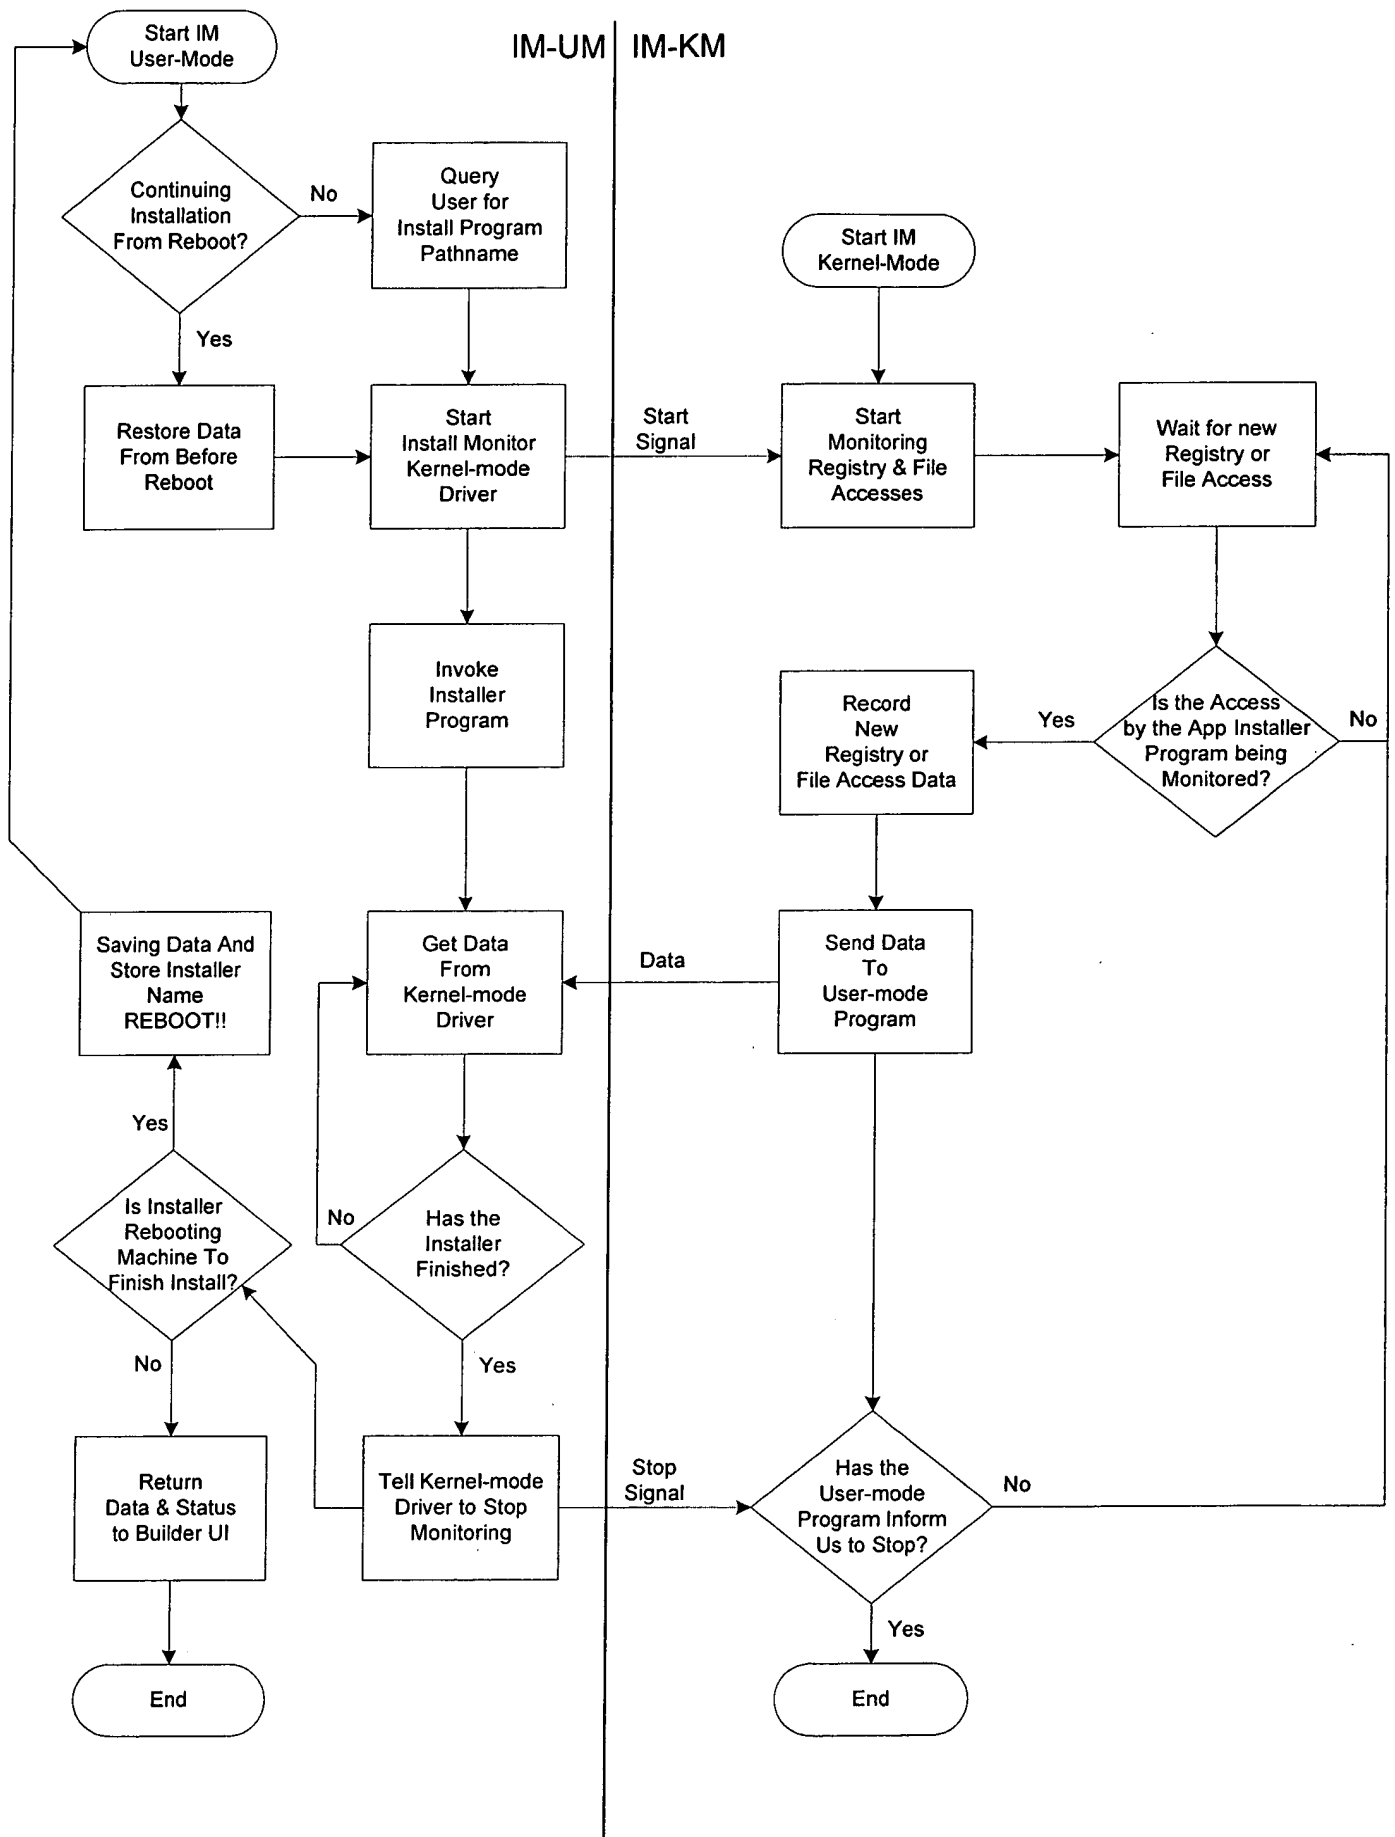 Start IM
User-Mode
IM-UM
IM-KM
Continuing
Installation
From Reboot?
No
Query
User for
Install Program
Pathname
Start IM
Kernel-Mode
Yes
Restore Data
From Before
Reboot
Start
Install Monitor
Kernel-mode
Driver
Start
Signal
Start
Monitoring
Registry & File
Accesses
Wait for new
Registry or
File Access
Invoke
Installer
Program
Record
New
Registry or
File Access Data
Yes
Is the Access
by the App Installer
Program being
Monitored?
No
Saving Data And
Store Installer
Name
REBOOT!!
Get Data
From
Kernel-mode
Driver
Data
Send Data
To
User-mode
Program
Yes
Is Installer
Rebooting
Machine To
Finish Install?
No
Has the
Installer
Finished?
No
Yes
Return
Data & Status
to Builder UI
Tell Kernel-mode
Driver to Stop
Monitoring
Stop
Signal
Has the
User-mode
Program Inform
Us to Stop?
No
Yes
End
End